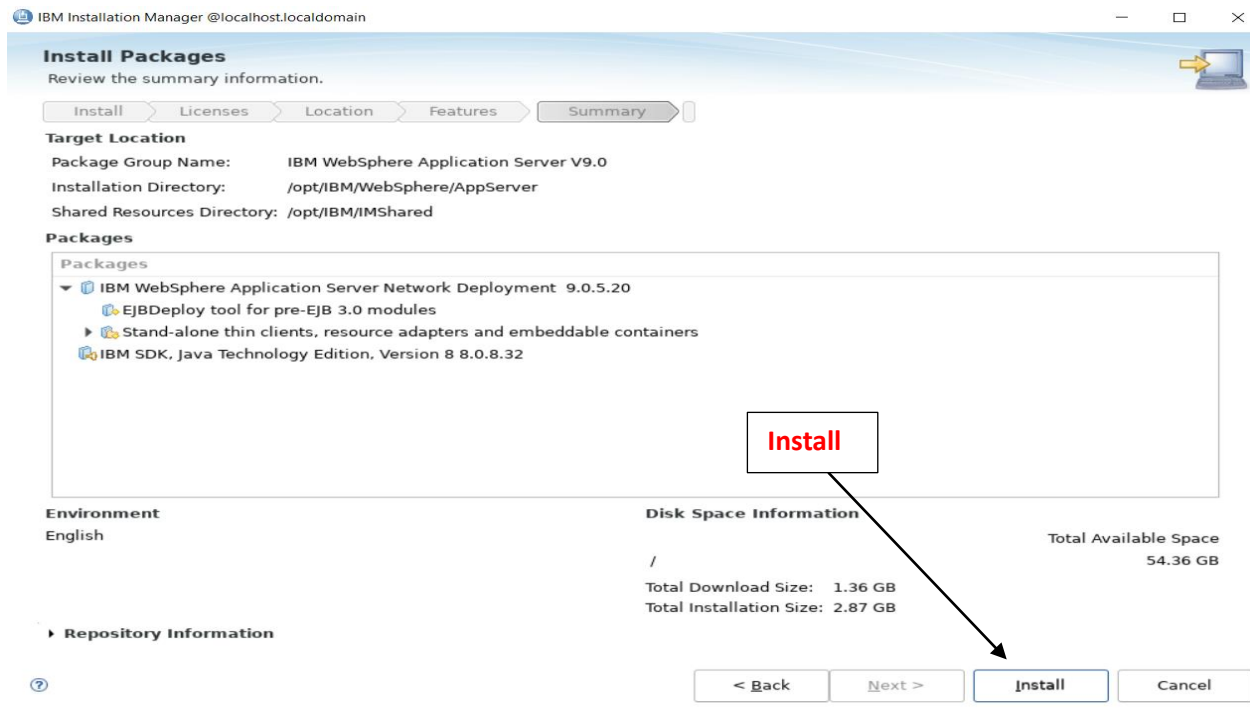 IBM Installation Manager @localhost.localdomain
Install Packages
Review the summary information.
Install Licenses Location Features Summary
Target Location
Package Group Name: IBM WebSphere Application Server V9.0
Installation Directory: /opt/IBM/WebSphere/AppServer
Shared Resources Directory: /opt/IBM/IMShared
Packages
Packages
IBM WebSphere Application Server Network Deployment 9.0.5.20
EJBDeploy tool for pre-EJB 3.0 modules
Stand-alone thin clients, resource adapters and embeddable containers
IBM SDK, Java Technology Edition, Version 8 8.0.8.32
Install
Environment
English
Disk Space Information
Total Available Space
/ 54.36 GB
Total Download Size: 1.36 GB
Total Installation Size: 2.87 GB
Repository Information
? < Back Next > Install Cancel